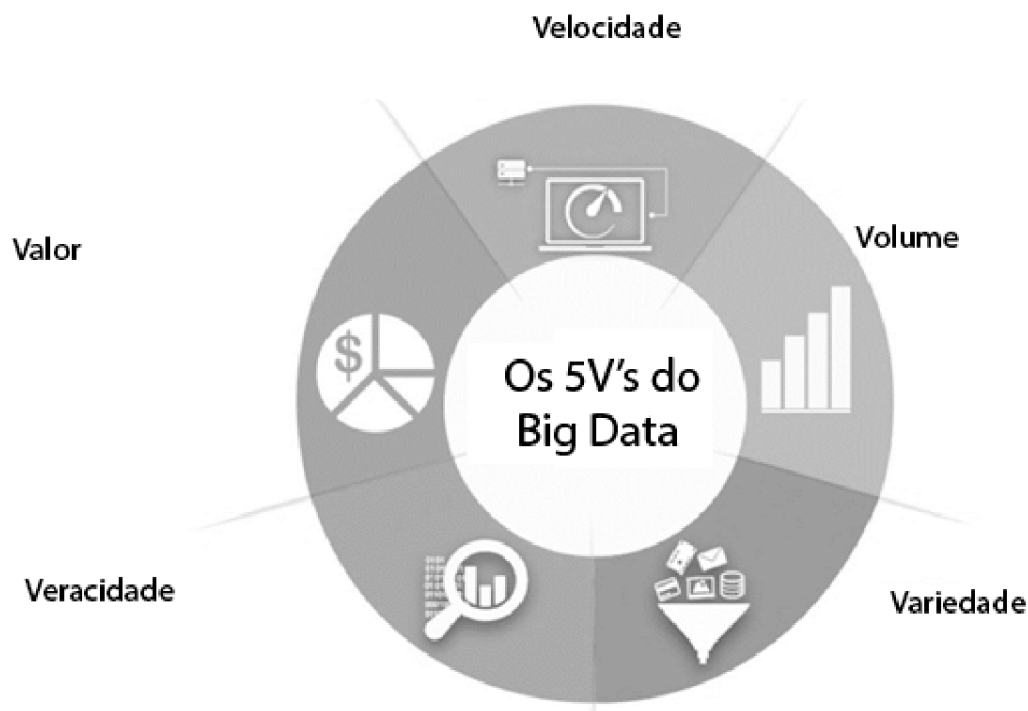 Velocidade
Valor
Volume
$
Os 5V's do
Big Data
Veracidade
Variedade